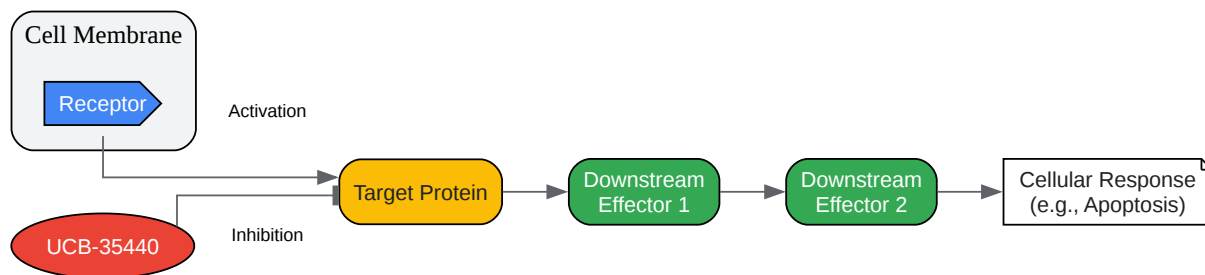 Cell Membrane
Receptor
Activation
Target Protein
Downstream
Effector 1
Downstream
Effector 2
Cellular Response
(e.g., Apoptosis)
UCB-35440
Inhibition